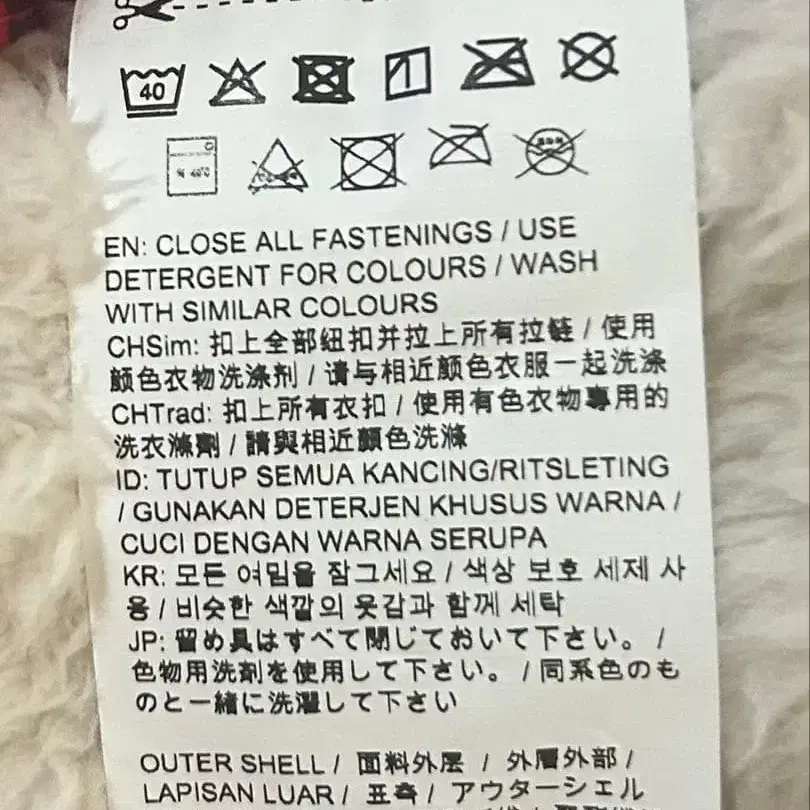 40
EN: CLOSE ALL FASTENINGS / USE
DETERGENT FOR COLOURS / WASH
WITH SIMILAR COLOURS
CHSim: 扣上全部纽扣并拉上所有拉链 / 使用
颜色衣物洗涤剂 / 请与相近颜色衣服一起洗涤
CHTrad: 扣上所有衣扣 / 使用有色衣物專用的
洗衣滌劑 / 請與相近顏色洗滌
ID: TUTUP SEMUA KANCING/RITSLETING
/ GUNAKAN DETERJEN KHUSUS WARNA /
CUCI DENGAN WARNA SERUPA
KR: 모든 여밈을 잠그세요 / 색상 보호 세제 사
용 / 비슷한 색깔의 옷감과 함께 세탁
JP: 留め具はすべて閉じておいて下さい。 /
色物用洗剤を使用して下さい。 / 同系色のも
のと一緒に洗濯して下さい
OUTER SHELL / 面料外层 / 外層外部 /
LAPISAN LUAR / 표측 / アウターシェル